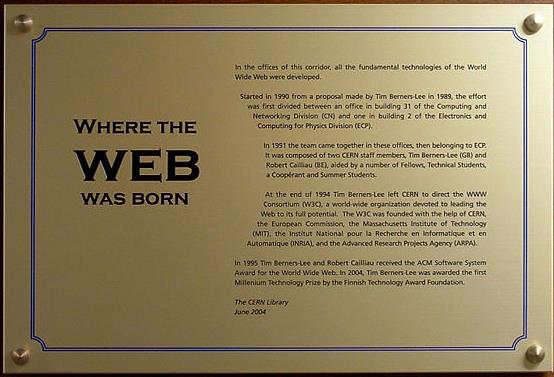 WHERE THE
WEB
WAS BORN
In the offices of this corridor, all the fundamental technologies of the World
Wide Web were developed.
Started in 1990 from a proposal made by Tim Berners-Lee in 1989, the effort
was first divided between an office in building 31 of the Computing and
Networking Division (CN) and one in building 2 of the Electronics and
Computing for Physics Division (ECP).
In 1991 the team came together in these offices, then belonging to ECP.
It was composed of two CERN staff members, Tim Berners-Lee (GB) and
Robert Cailliau (BE), aided by a number of Fellows, Technical Students,
a Coopérant and Summer Students.
At the end of 1994 Tim Berners-Lee left CERN to direct the WWW
Consortium (W3C), a world-wide organization devoted to leading the
Web to its full potential. The W3C was founded with the help of CERN,
the European Commission, the Massachusetts Institute of Technology
(MIT), the Institut National pour la Recherche en Informatique et en
Automatique (INRIA), and the Advanced Research Projects Agency (ARPA).
In 1995 Tim Berners-Lee and Robert Cailliau received the ACM Software System
Award for the World Wide Web. In 2004, Tim Berners-Lee was awarded the first
Millenium Technology Prize by the Finnish Technology Award Foundation.
The CERN Library
June 2004